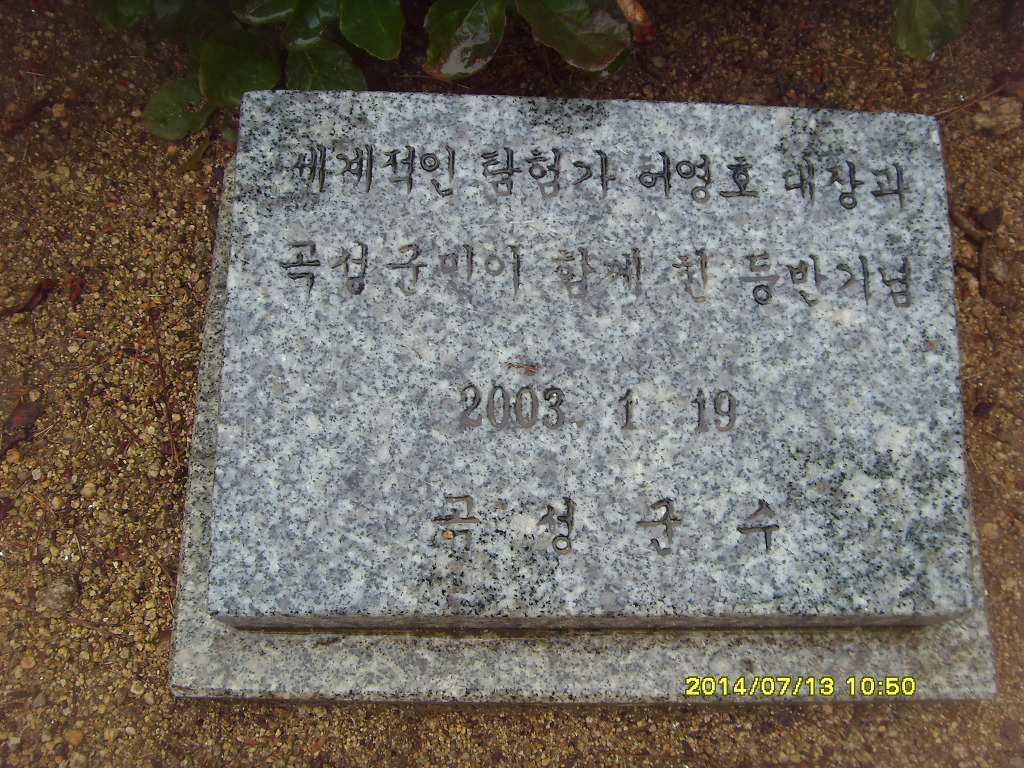 세계적인 탐험가 허영호 대장과
곡성군민이 함께 한 등반기념
2003. 1. 19
곡성군수
2014/07/13 10:50